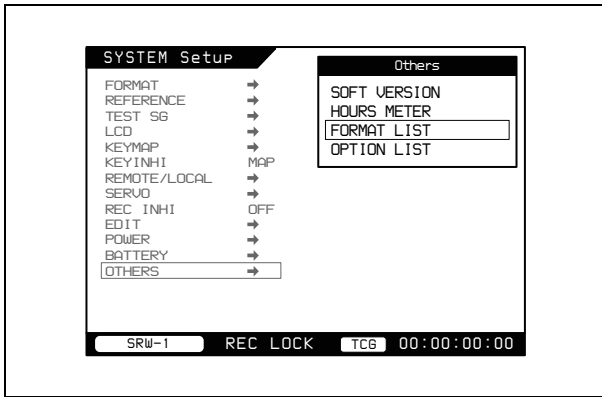 SYSTEM Setup
FORMAT →
REFERENCE →
TEST SG →
LCD →
KEYMAP →
KEYINHI MAP
REMOTE/LOCAL →
SERVO →
REC INHI OFF
EDIT →
POWER →
BATTERY →
OTHERS →
Others
SOFT VERSION
HOURS METER
FORMAT LIST
OPTION LIST
SRW-1 REC LOCK TCG 00:00:00:00